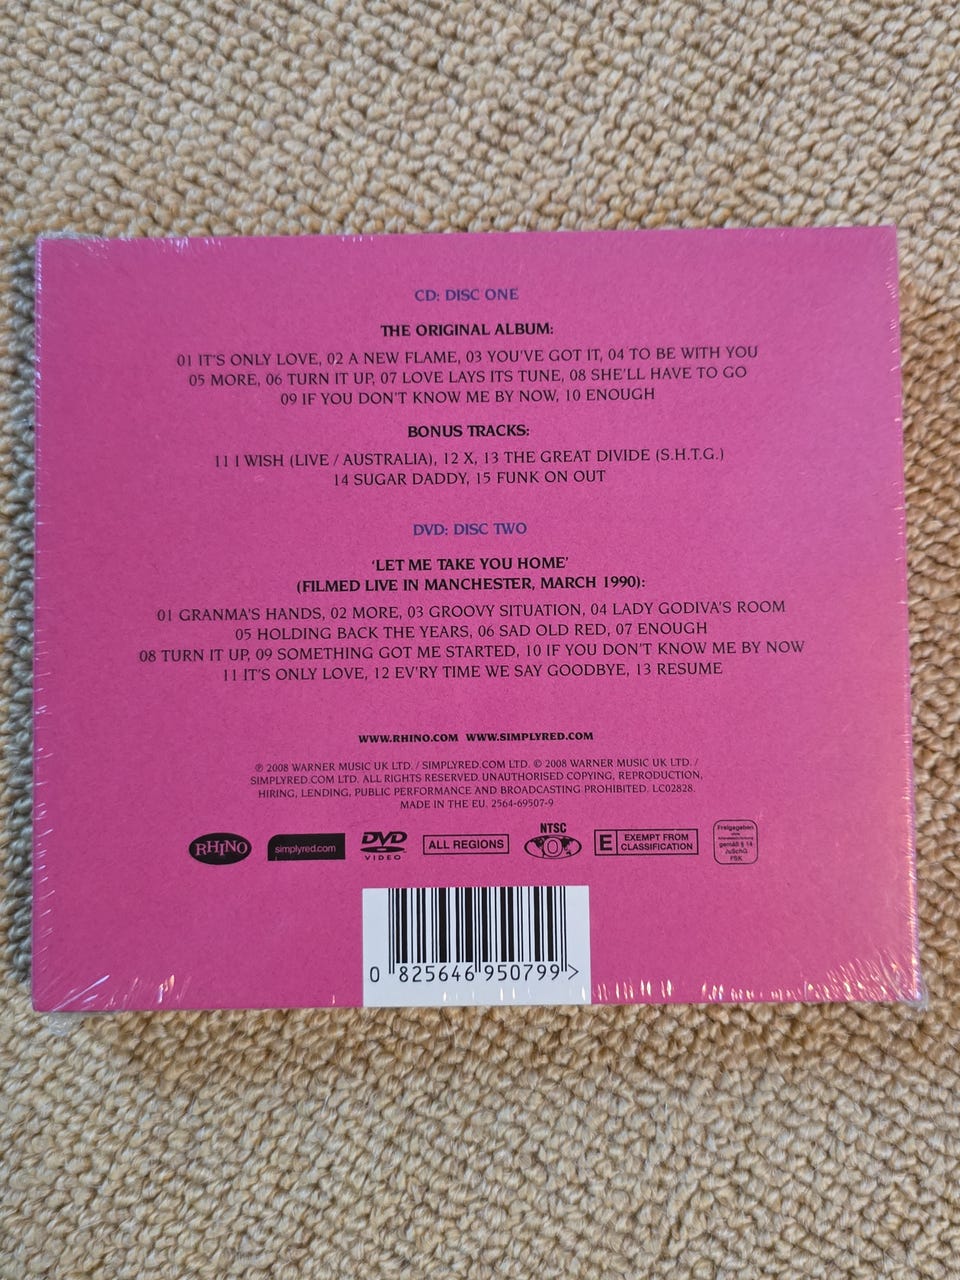 CD: DISC ONE
THE ORIGINAL ALBUM:
01 IT'S ONLY LOVE, 02 A NEW FLAME, 03 YOU'VE GOT IT, 04 TO BE WITH YOU
05 MORE, 06 TURN IT UP, 07 LOVE LAYS ITS TUNE, 08 SHE'LL HAVE TO GO
09 IF YOU DON'T KNOW ME BY NOW, 10 ENOUGH
BONUS TRACKS:
11 I WISH (LIVE / AUSTRALIA), 12 X, 13 THE GREAT DIVIDE (S.H.T.G.)
14 SUGAR DADDY, 15 FUNK ON OUT
DVD: DISC TWO
'LET ME TAKE YOU HOME'
(FILMED LIVE IN MANCHESTER, MARCH 1990):
01 GRANMA'S HANDS, 02 MORE, 03 GROOVY SITUATION, 04 LADY GODIVA'S ROOM
05 HOLDING BACK THE YEARS, 06 SAD OLD RED, 07 ENOUGH
08 TURN IT UP, 09 SOMETHING GOT ME STARTED, 10 IF YOU DON'T KNOW ME BY NOW
11 IT'S ONLY LOVE, 12 EV'RY TIME WE SAY GOODBYE, 13 RESUME
WWW.RHINO.COM WWW.SIMPLYRED.COM
℗ 2008 WARNER MUSIC UK LTD. / SIMPLYRED.COM LTD. © 2008 WARNER MUSIC UK LTD. /
SIMPLYRED.COM LTD. ALL RIGHTS RESERVED. UNAUTHORISED COPYING, REPRODUCTION,
HIRING, LENDING, PUBLIC PERFORMANCE AND BROADCASTING PROHIBITED. LC02828.
MADE IN THE EU. 2564-69507-9
RHINO
simplyred.com
DVD
VIDEO
ALL REGIONS
NTSC
0
E
EXEMPT FROM
CLASSIFICATION
Freigegeben
gemäß § 14
JuSchG
FSK
0 825646 950799 >